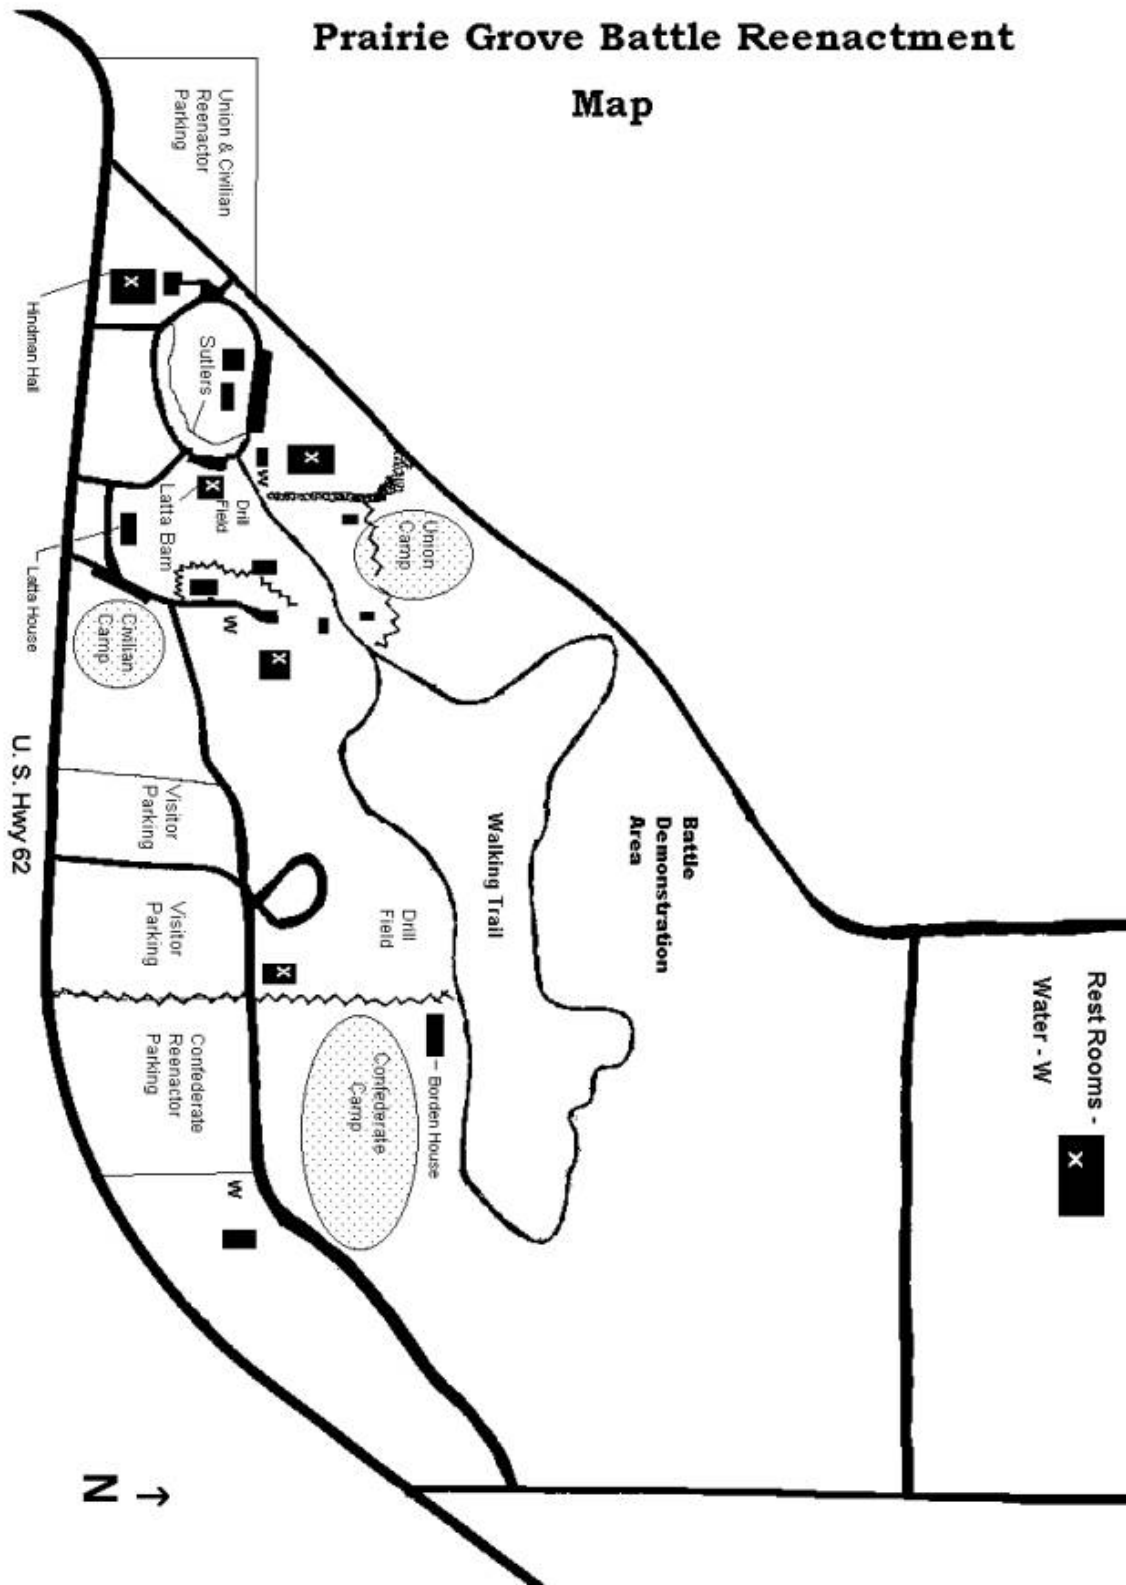 Prairie Grove Battle Reenactment
Map
Union & Civilian
Reenactor
Parking
Hindman Hall
Sutlers
W
Drill
Field
Latta Barn
Latta House
Union
Camp
W
Civilian
Camp
U. S. Hwy 62
Visitor
Parking
Visitor
Parking
Drill
Field
Walking Trail
Battle
Demonstration
Area
Confederate
Reenactor
Parking
Confederate
Camp
Borden House
W
Rest Rooms - X
Water - W
X
X
X
X
X
N →